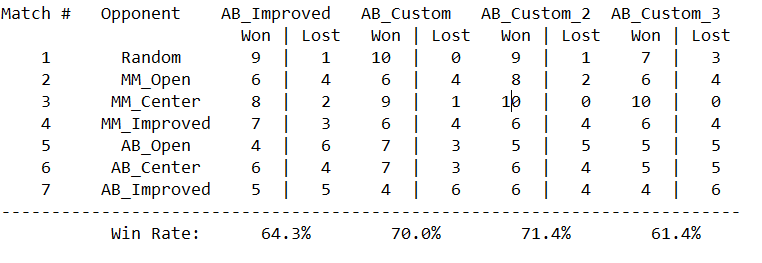 Match # Opponent AB_Improved AB_Custom AB_Custom_2 AB_Custom_3
Won | Lost Won | Lost Won | Lost Won | Lost
1 Random 9 | 1 10 | 0 9 | 1 7 | 3
2 MM_Open 6 | 4 6 | 4 8 | 2 6 | 4
3 MM_Center 8 | 2 9 | 1 10 | 0 10 | 0
4 MM_Improved 7 | 3 6 | 4 6 | 4 6 | 4
5 AB_Open 4 | 6 7 | 3 5 | 5 5 | 5
6 AB_Center 6 | 4 7 | 3 6 | 4 5 | 5
7 AB_Improved 5 | 5 4 | 6 6 | 4 4 | 6
--------------------------------------------------------------------------
Win Rate: 64.3% 70.0% 71.4% 61.4%